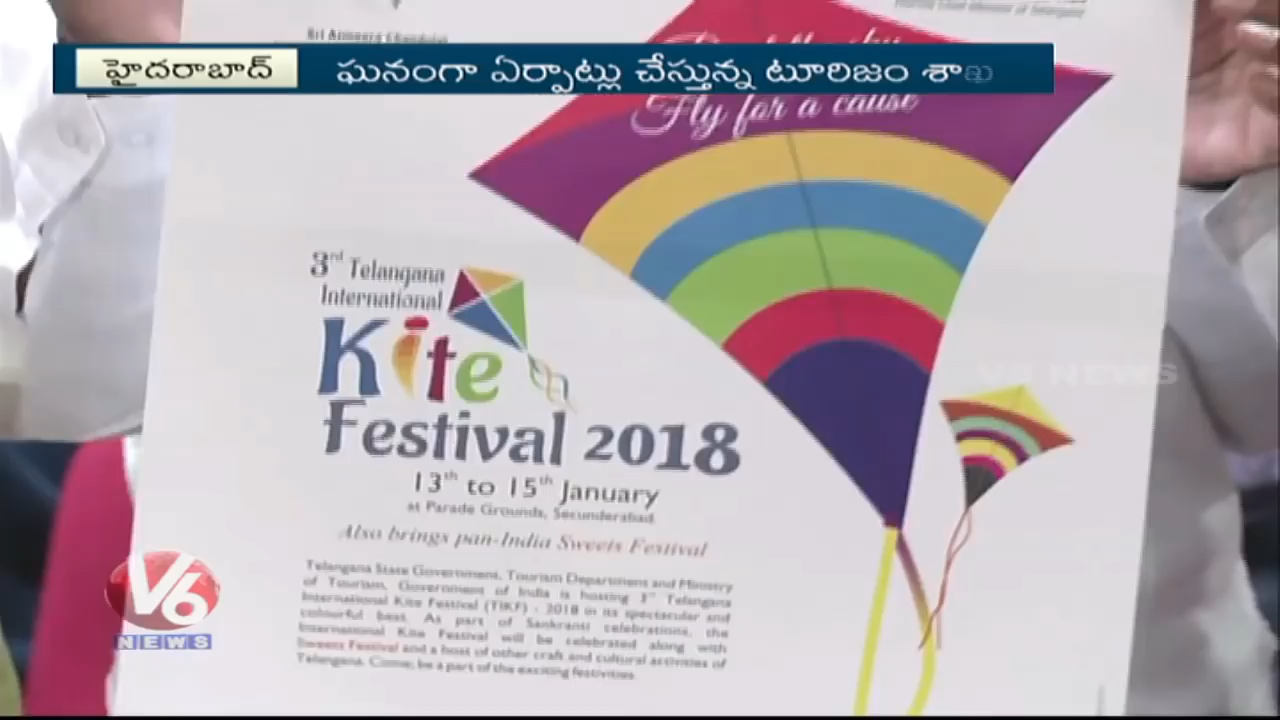 హైదరాబాద్
ఘనంగా ఏర్పాట్లు చేస్తున్న టూరిజం శాఖ
Fly for a cause
3rd Telangana
International
Kite
Festival 2018
13th to 15th January
at Parade Grounds, Secunderabad
Also brings pan-India Sweets Festival
Telangana State Government, Tourism Department and Ministry
of Tourism, Government of India is hosting 3rd Telangana
International Kite Festival (TIKF) - 2018 in its spectacular and
colourful best. As part of Sankranti celebrations, the
International Kite Festival will be celebrated along with
Sweets Festival and a host of other craft and cultural activities of
Telangana. Come, be a part of the exciting festivities.
V6 NEWS
V6
NEWS